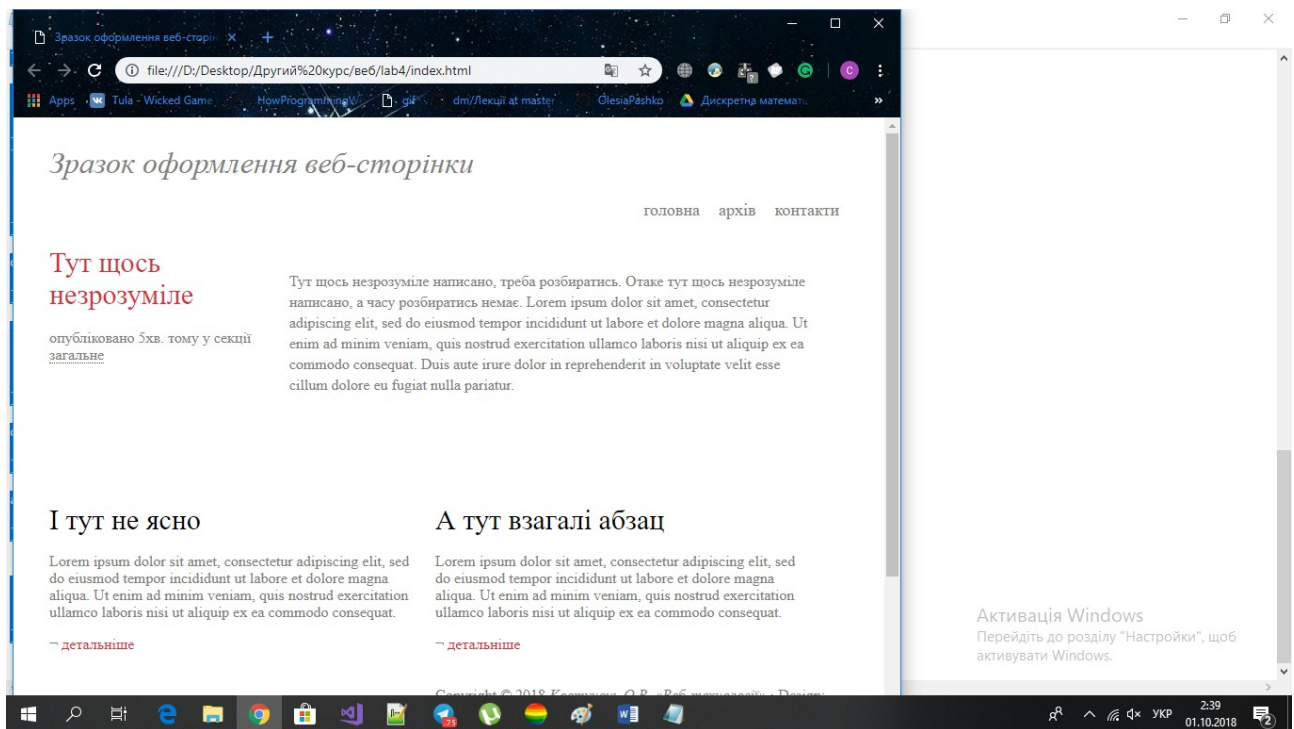 Зразок оформлення веб-сторін
file:///D:/Desktop/Другий%20курс/веб/lab4/index.html
Apps Tula - Wicked Game HowProgrammingW gif dm/Лекції at master OlesiaPashko Дискретна математ »
Зразок оформлення веб-сторінки
головна архів контакти
Тут щось
незрозуміле
опубліковано 5хв. тому у секції
загальне
Тут щось незрозуміле написано, треба розбиратись. Отаке тут щось незрозуміле
написано, а часу розбиратись немає. Lorem ipsum dolor sit amet, consectetur
adipiscing elit, sed do eiusmod tempor incididunt ut labore et dolore magna aliqua. Ut
enim ad minim veniam, quis nostrud exercitation ullamco laboris nisi ut aliquip ex ea
commodo consequat. Duis aute irure dolor in reprehenderit in voluptate velit esse
cillum dolore eu fugiat nulla pariatur.
І тут не ясно
Lorem ipsum dolor sit amet, consectetur adipiscing elit, sed
do eiusmod tempor incididunt ut labore et dolore magna
aliqua. Ut enim ad minim veniam, quis nostrud exercitation
ullamco laboris nisi ut aliquip ex ea commodo consequat.
¬ детальніше
А тут взагалі абзац
Lorem ipsum dolor sit amet, consectetur adipiscing elit, sed
do eiusmod tempor incididunt ut labore et dolore magna
aliqua. Ut enim ad minim veniam, quis nostrud exercitation
ullamco laboris nisi ut aliquip ex ea commodo consequat.
¬ детальніше
Copyright © 2018 О.В. «Веб-технології» · Design:
Активація Windows
Перейдіть до розділу "Настройки", щоб
активувати Windows.
75
УКР
2:39
01.10.2018
2